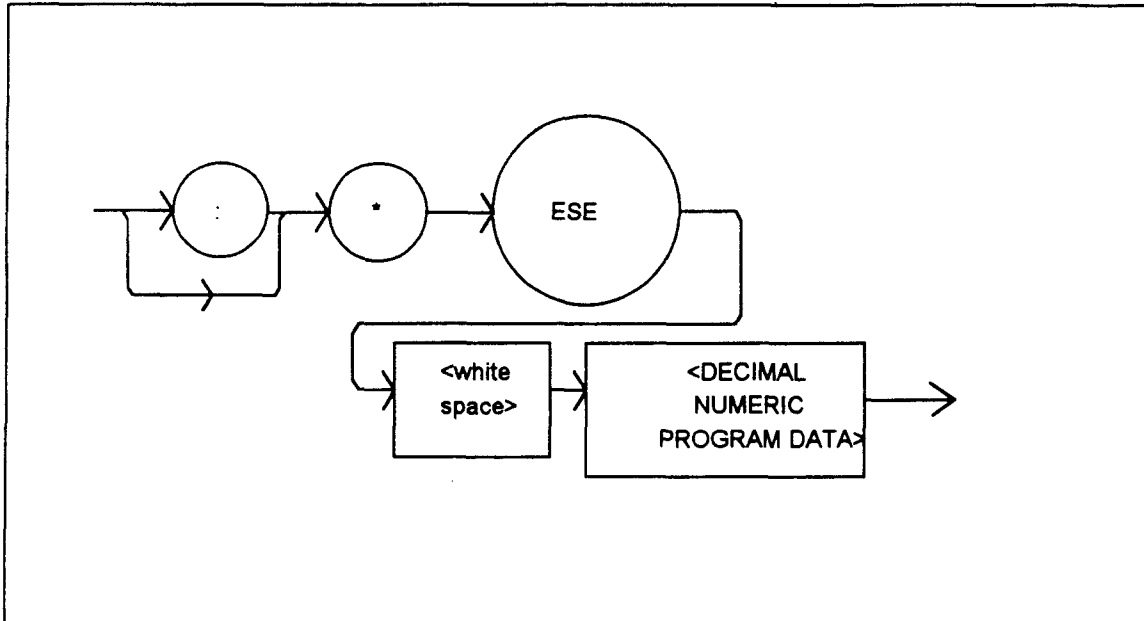 :
*
ESE
<white
space>
<DECIMAL
NUMERIC
PROGRAM DATA>